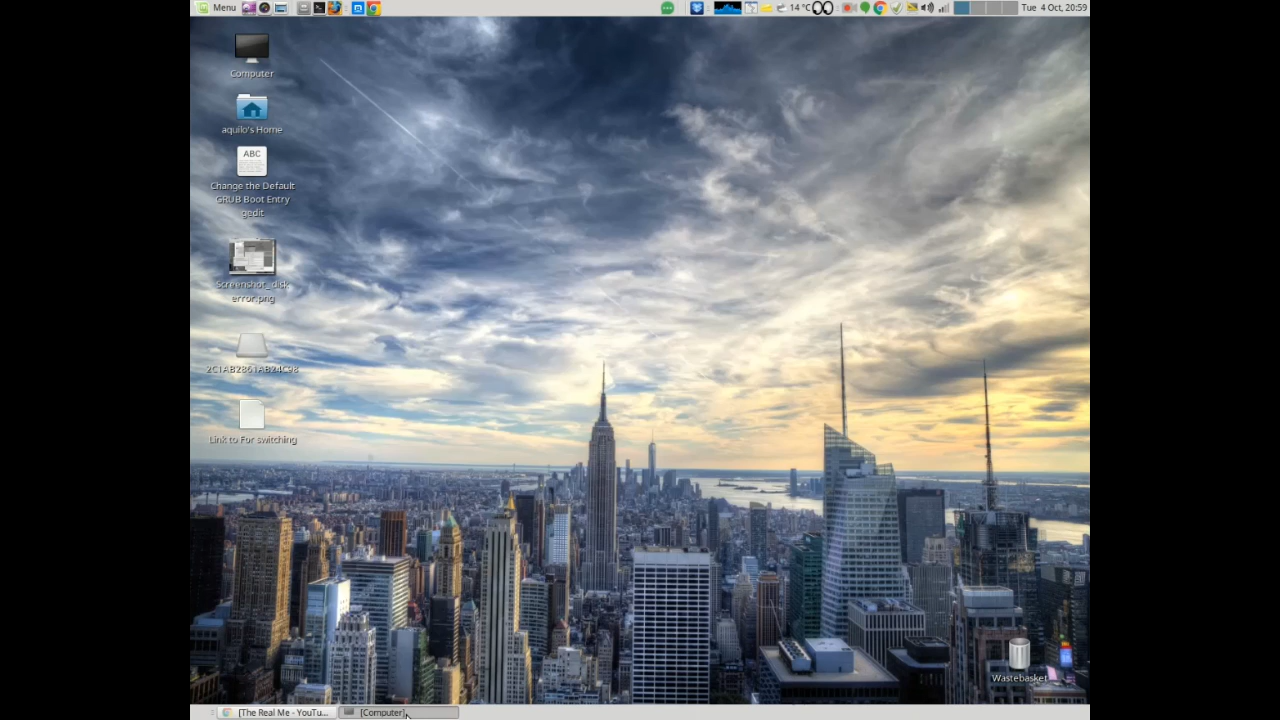 Menu
14 °C
Tue 4 Oct, 20:59
Computer
aquilo's Home
ABC
Change the Default
GRUB Boot Entry
gedit
Screenshot_disk
error.png
2C1AB2861AB24C98
Link to For switching
Wastebasket
[The Real Me - YouTu...
[Computer]